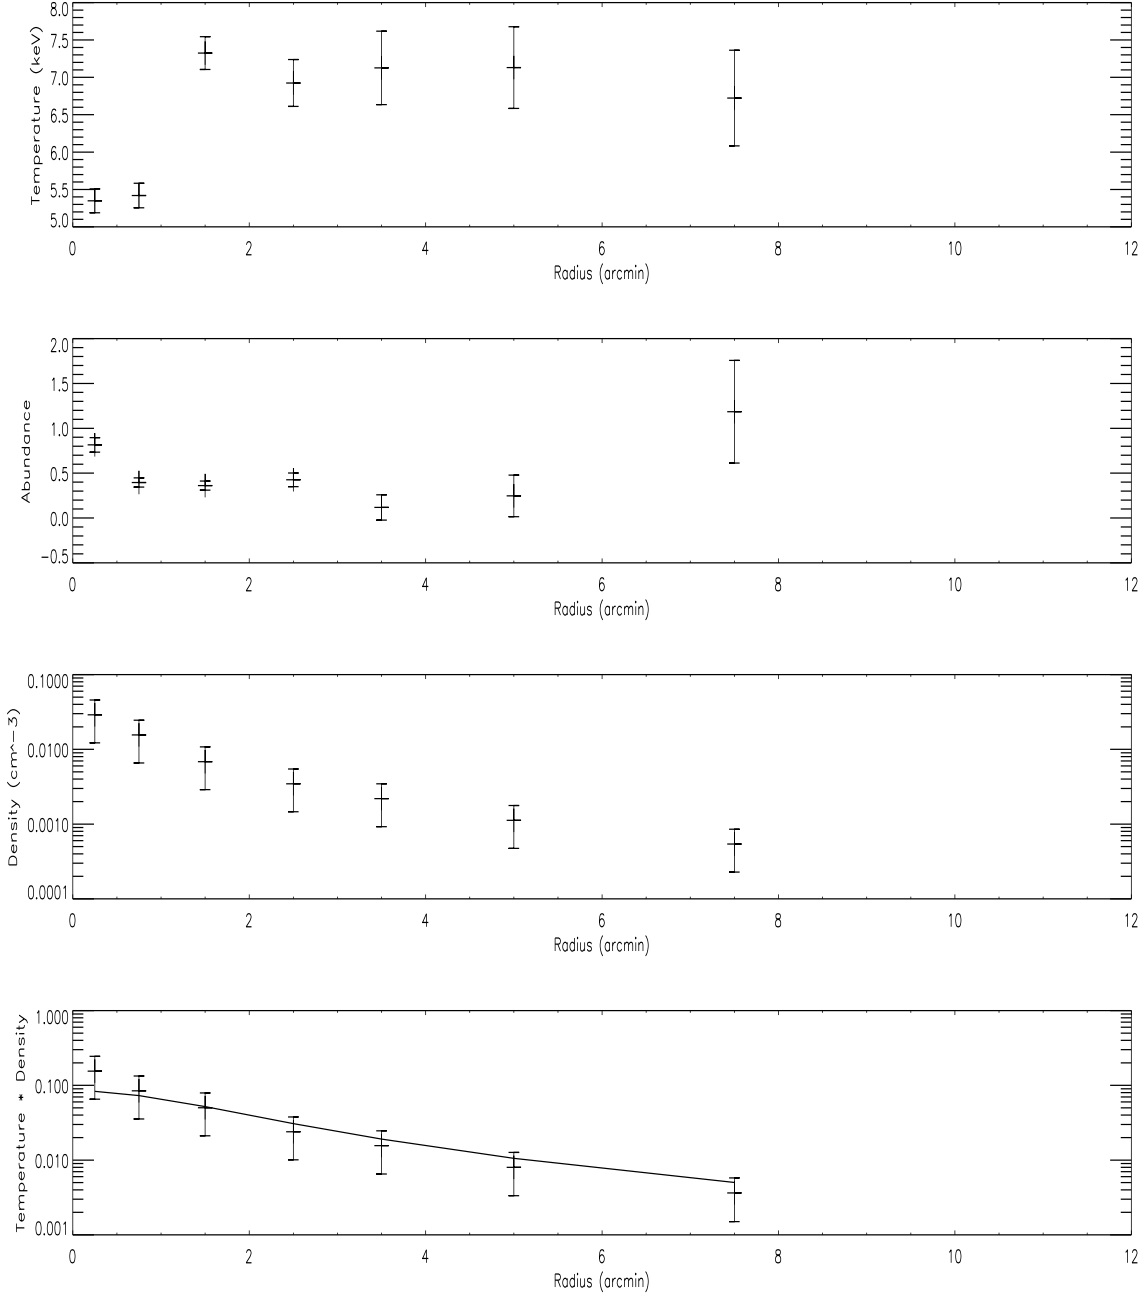 8.0
7.5
7.0
6.5
6.0
5.5
5.0
Temperature (keV)
0 2 4 6 8 10 12
Radius (arcmin)
2.0
1.5
1.0
0.5
0.0
−0.5
Abundance
0 2 4 6 8 10 12
Radius (arcmin)
0.1000
0.0100
0.0010
0.0001
Density (cm^−3)
0 2 4 6 8 10 12
Radius (arcmin)
1.000
0.100
0.010
0.001
Temperature * Density
0 2 4 6 8 10 12
Radius (arcmin)